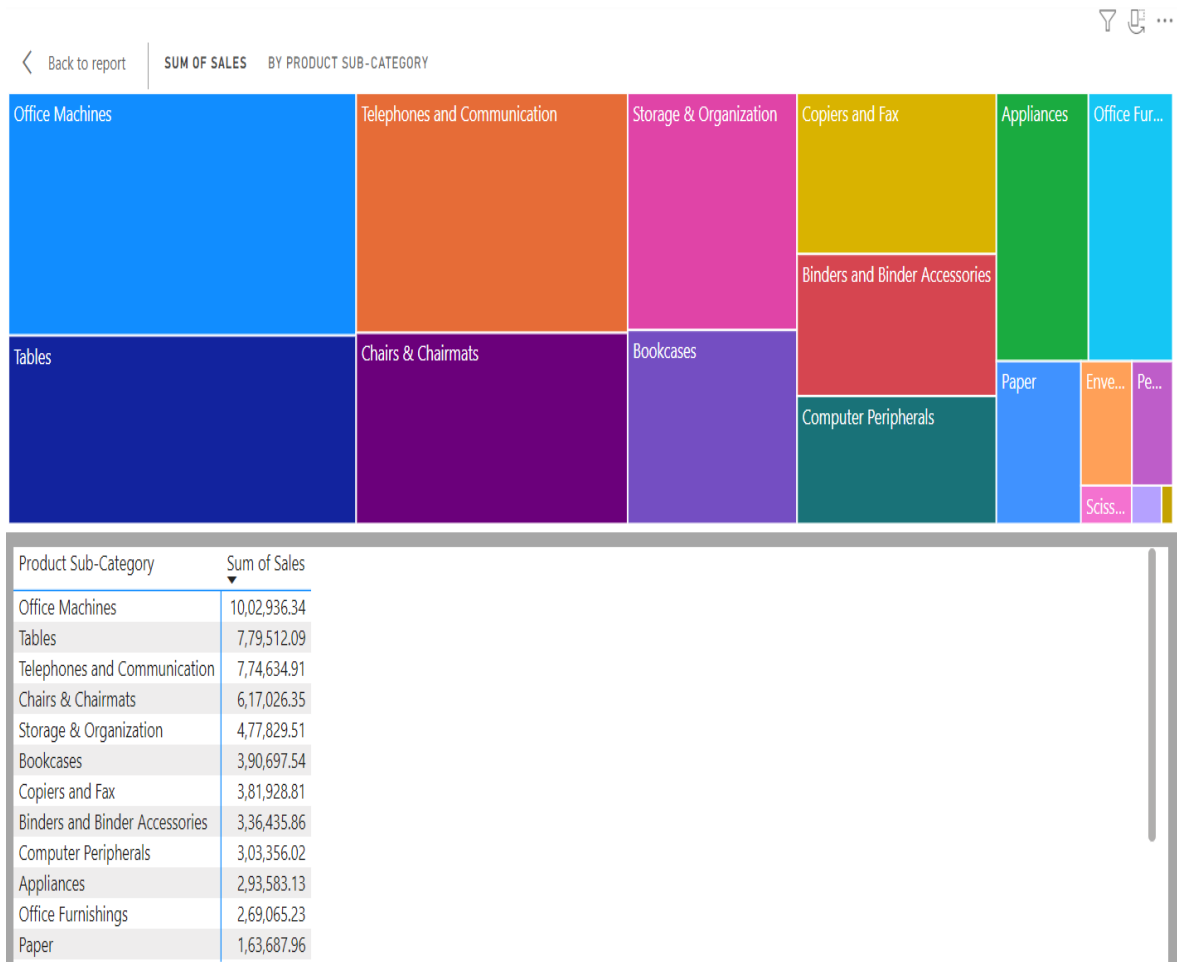 Back to report SUM OF SALES BY PRODUCT SUB-CATEGORY
Office Machines
Telephones and Communication
Storage & Organization
Copiers and Fax
Appliances
Office Fur...
Binders and Binder Accessories
Tables
Chairs & Chairmats
Bookcases
Paper
Enve...
Pe...
Computer Peripherals
Sciss...
Product Sub-Category Sum of Sales
Office Machines 10,02,936.34
Tables 7,79,512.09
Telephones and Communication 7,74,634.91
Chairs & Chairmats 6,17,026.35
Storage & Organization 4,77,829.51
Bookcases 3,90,697.54
Copiers and Fax 3,81,928.81
Binders and Binder Accessories 3,36,435.86
Computer Peripherals 3,03,356.02
Appliances 2,93,583.13
Office Furnishings 2,69,065.23
Paper 1,63,687.96